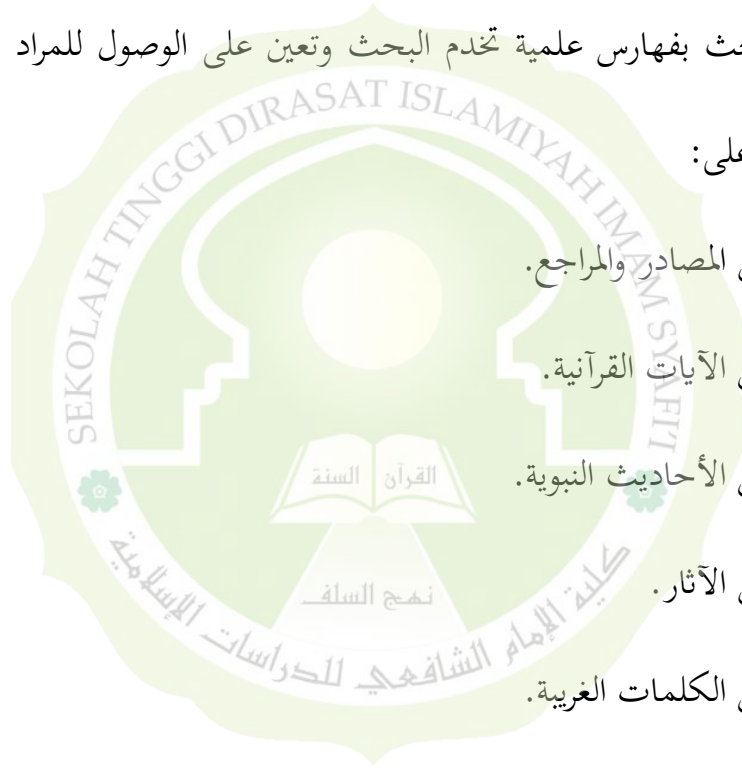 حث بفهارس علمية تخدم البحث وتعين على الوصول للمراد
على:
المصادر والمراجع.
الآيات القرآنية.
الأحاديث النبوية.
الآثار.
الكلمات الغريبة.
SEKOLAH TINGGI DIRASAT ISLAMIYAH IMAM SYAFI'I
القرآن السنة
نهج السلف
كلية الإمام الشافعي للدراسات الإسلامية